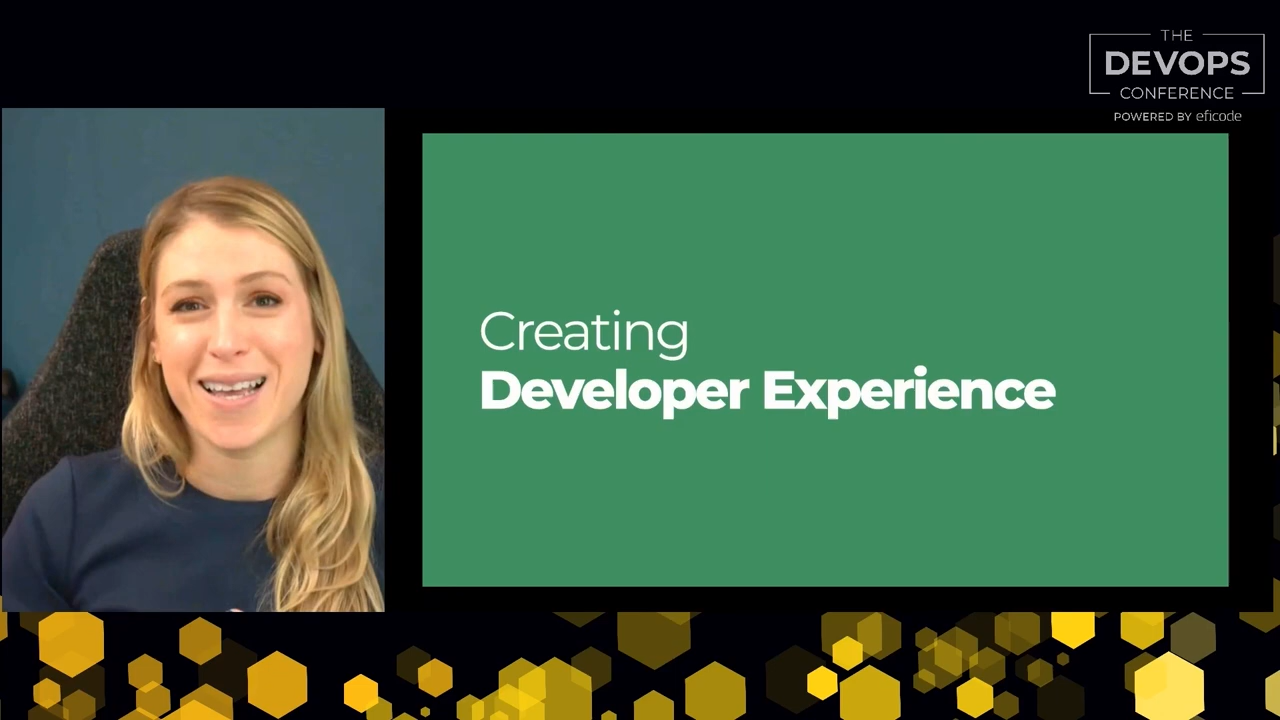 THE
DEVOPS
CONFERENCE
POWERED BY eficode
Creating
Developer Experience